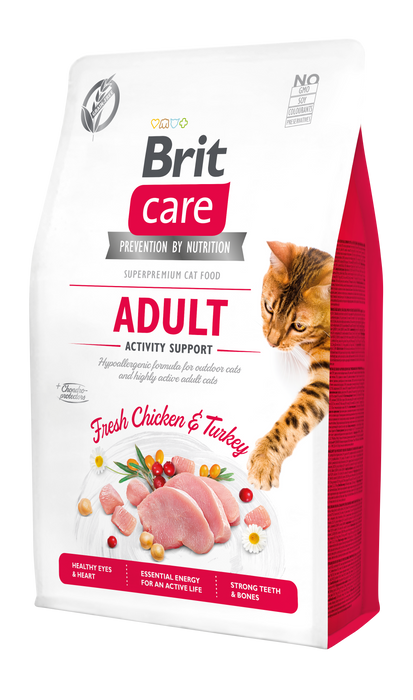 NO
GMO
SOY
COLOURANTS
PRESERVATIVES
Brit
care
PREVENTION BY NUTRITION
SUPERPREMIUM CAT FOOD
ADULT
ACTIVITY SUPPORT
Hypoallergenic formula for outdoor cats
and highly active adult cats
+ Chondro-
protectors
Fresh Chicken & Turkey
HEALTHY EYES
& HEART
ESSENTIAL ENERGY
FOR AN ACTIVE LIFE
STRONG TEETH
& BONES